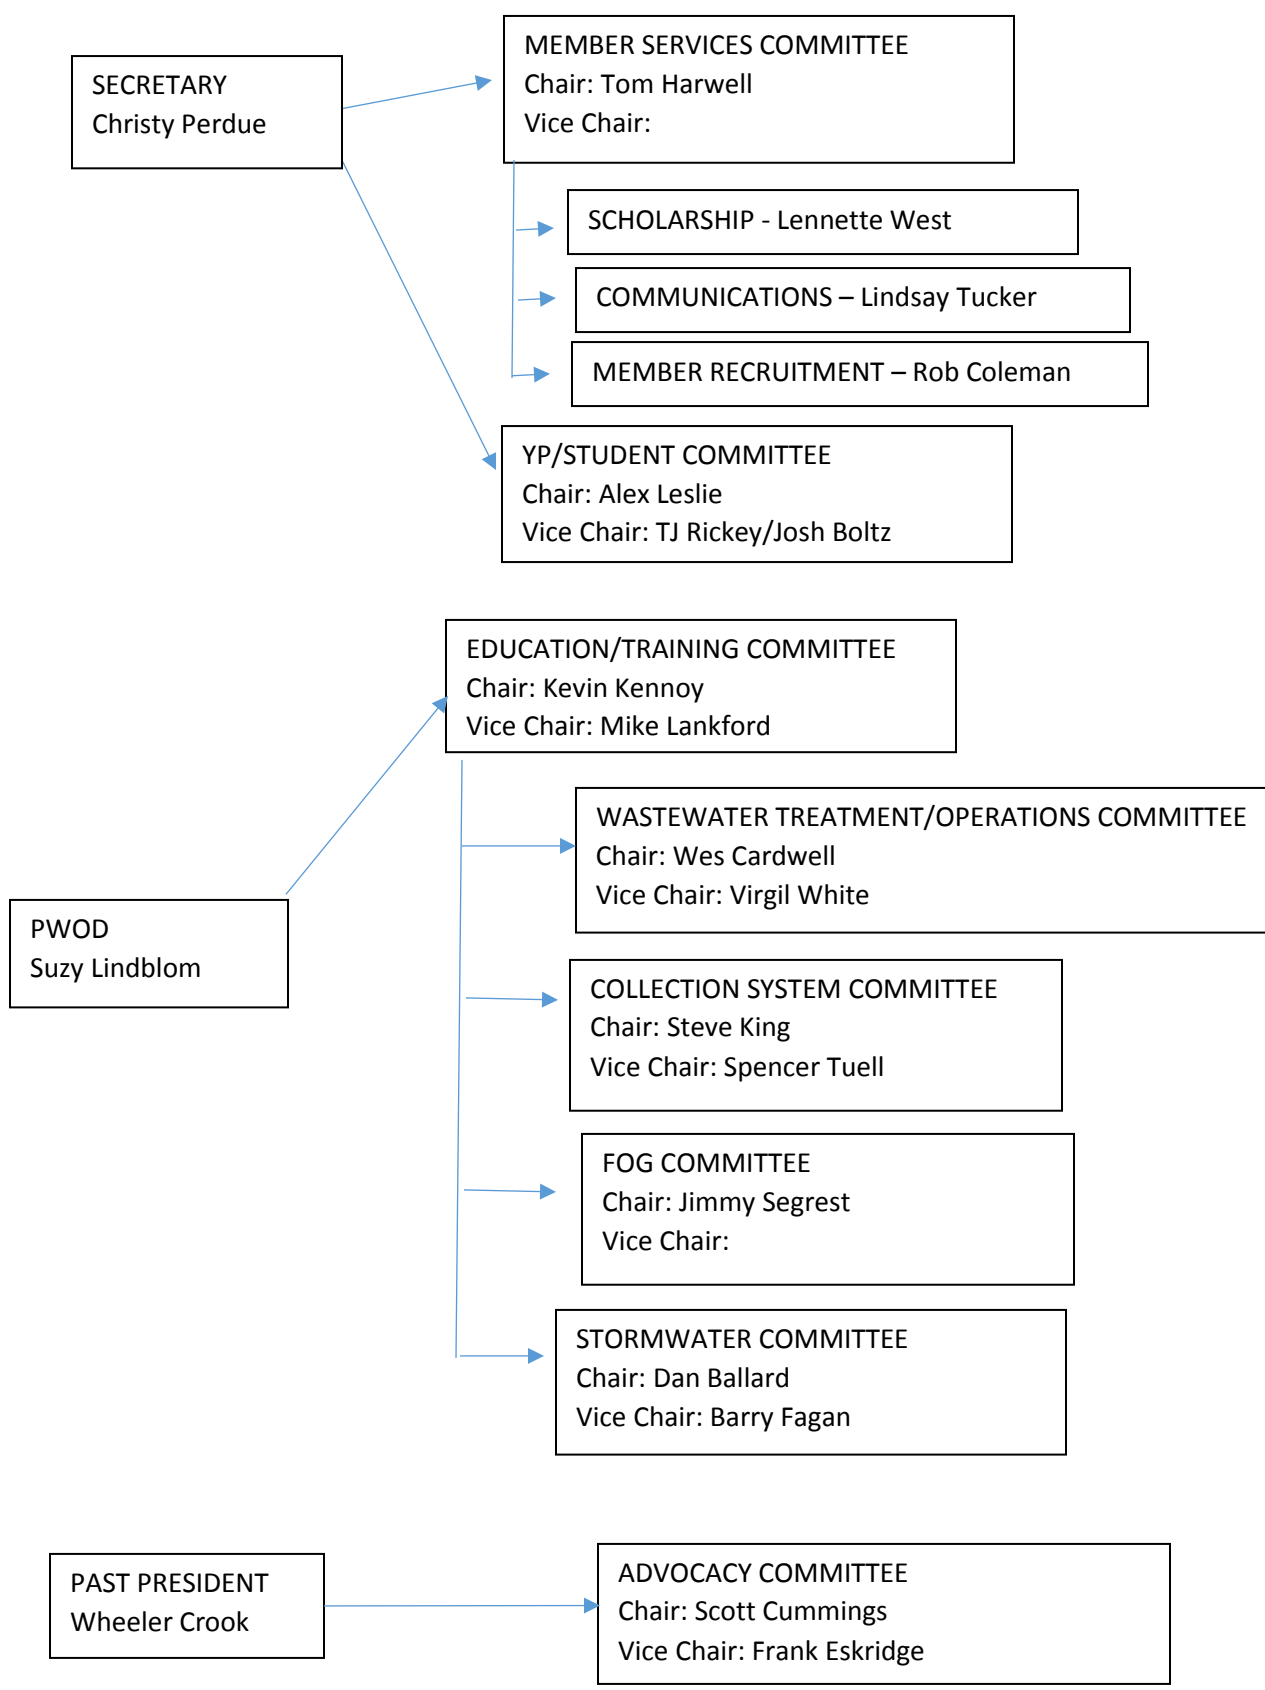 SECRETARY
Christy Perdue
MEMBER SERVICES COMMITTEE
Chair: Tom Harwell
Vice Chair:
SCHOLARSHIP - Lennette West
COMMUNICATIONS – Lindsay Tucker
MEMBER RECRUITMENT – Rob Coleman
YP/STUDENT COMMITTEE
Chair: Alex Leslie
Vice Chair: TJ Rickey/Josh Boltz
EDUCATION/TRAINING COMMITTEE
Chair: Kevin Kennoy
Vice Chair: Mike Lankford
WASTEWATER TREATMENT/OPERATIONS COMMITTEE
Chair: Wes Cardwell
Vice Chair: Virgil White
PWOD
Suzy Lindblom
COLLECTION SYSTEM COMMITTEE
Chair: Steve King
Vice Chair: Spencer Tuell
FOG COMMITTEE
Chair: Jimmy Segrest
Vice Chair:
STORMWATER COMMITTEE
Chair: Dan Ballard
Vice Chair: Barry Fagan
PAST PRESIDENT
Wheeler Crook
ADVOCACY COMMITTEE
Chair: Scott Cummings
Vice Chair: Frank Eskridge